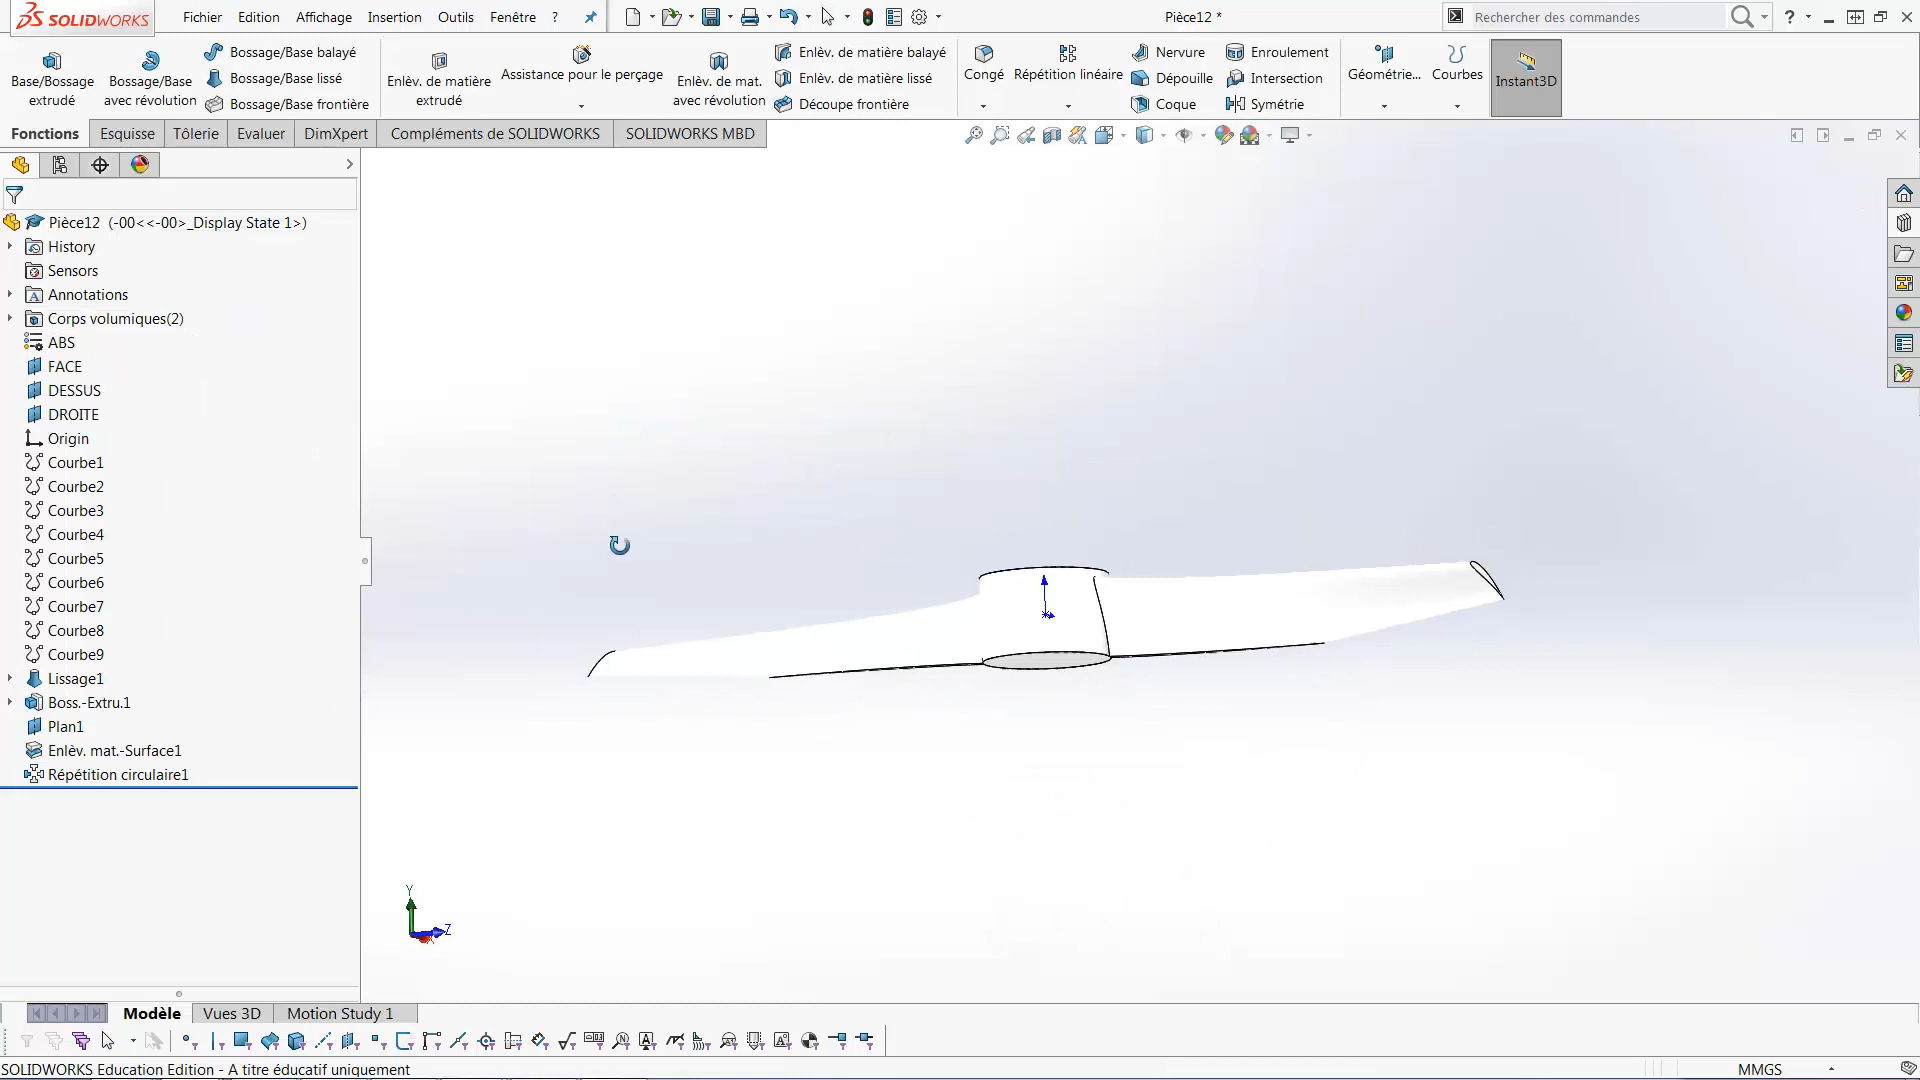 SOLIDWORKS
Fichier Edition Affichage Insertion Outils Fenêtre ?
Pièce12 *
Rechercher des commandes
Base/Bossage extrudé
Bossage/Base avec révolution
Bossage/Base balayé
Bossage/Base lissé
Bossage/Base frontière
Enlèv. de matière extrudé
Assistance pour le perçage
Enlèv. de mat. avec révolution
Enlèv. de matière balayé
Enlèv. de matière lissé
Découpe frontière
Congé
Répétition linéaire
Nervure
Dépouille
Coque
Enroulement
Intersection
Symétrie
Géométrie...
Courbes
Instant3D
Fonctions Esquisse Tôlerie Evaluer DimXpert Compléments de SOLIDWORKS SOLIDWORKS MBD
Pièce12 (-00<<-00>_Display State 1>)
History
Sensors
Annotations
Corps volumiques(2)
ABS
FACE
DESSUS
DROITE
Origin
Courbe1
Courbe2
Courbe3
Courbe4
Courbe5
Courbe6
Courbe7
Courbe8
Courbe9
Lissage1
Boss.-Extru.1
Plan1
Enlèv. mat.-Surface1
Répétition circulaire1
Y
Z
Modèle Vues 3D Motion Study 1
SOLIDWORKS Education Edition - A titre éducatif uniquement
MMGS